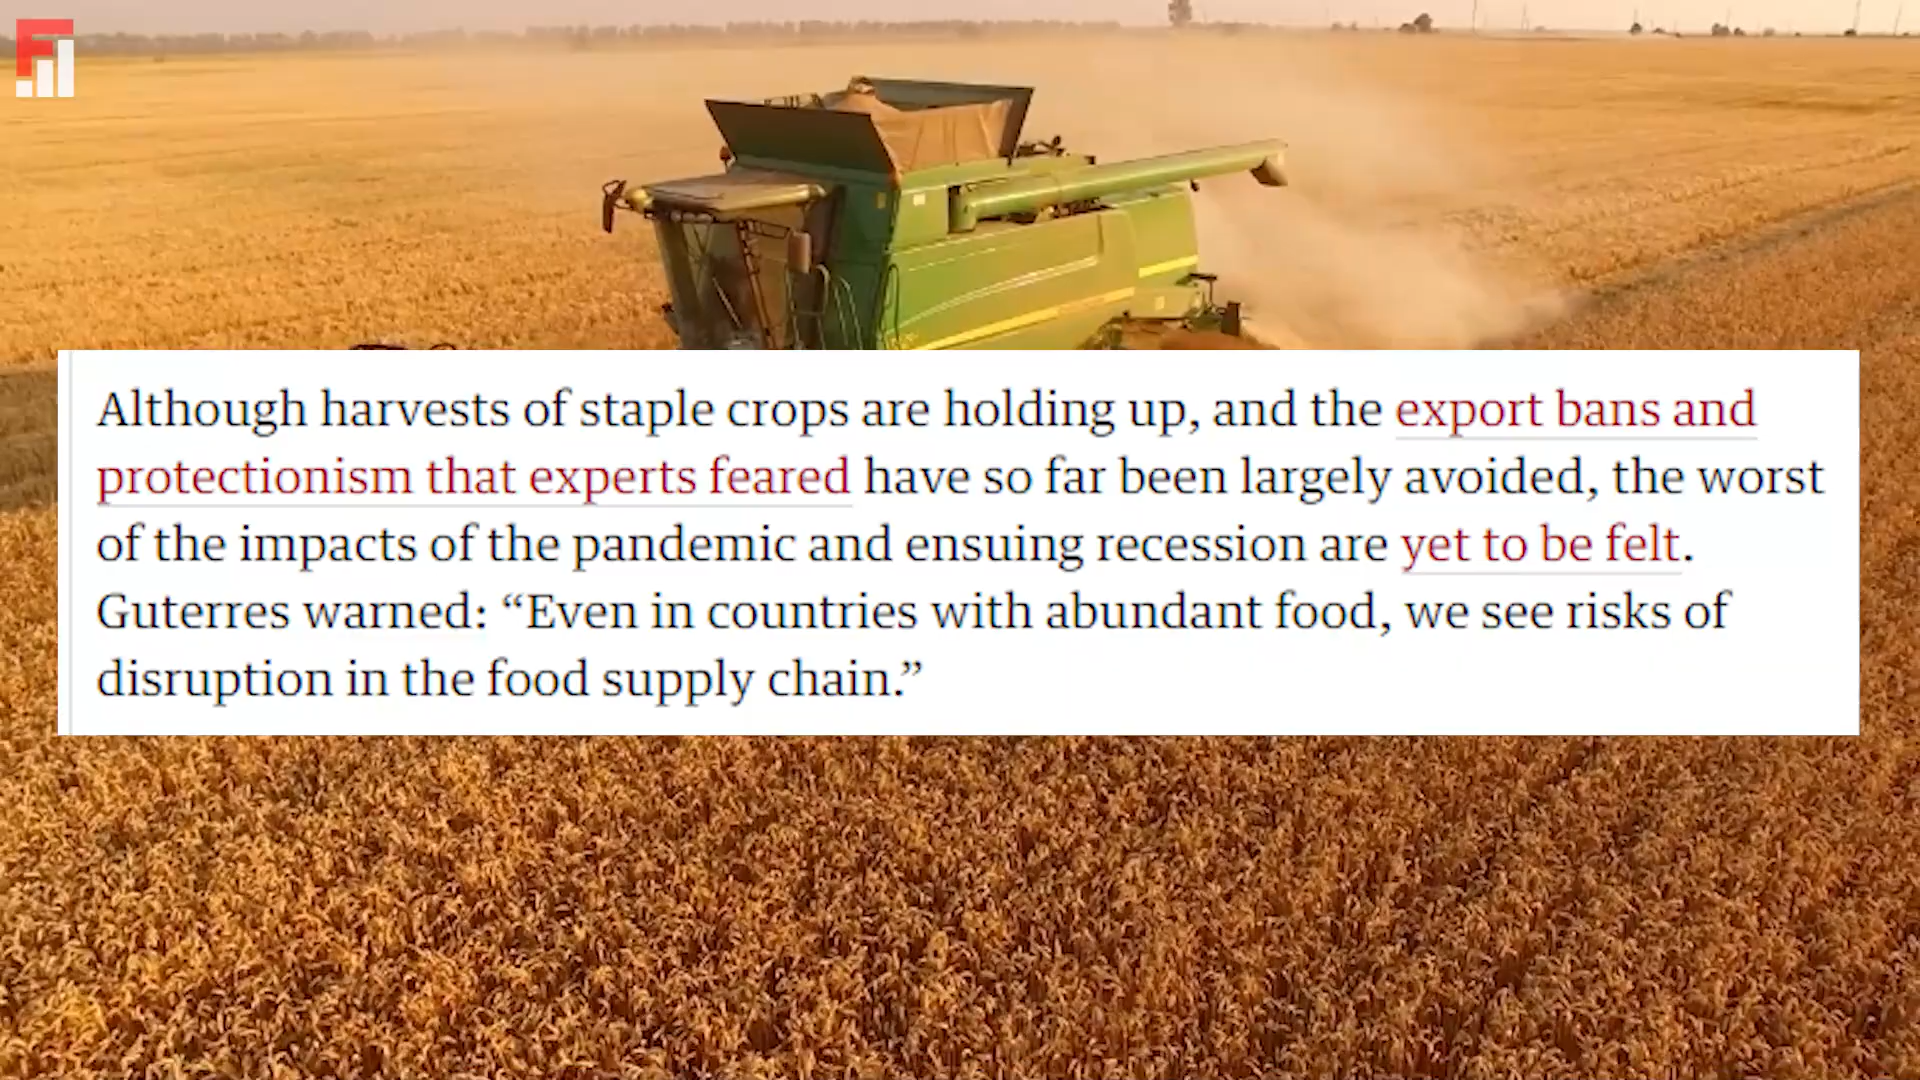 Although harvests of staple crops are holding up, and the export bans and
protectionism that experts feared have so far been largely avoided, the worst
of the impacts of the pandemic and ensuing recession are yet to be felt.
Guterres warned: “Even in countries with abundant food, we see risks of
disruption in the food supply chain.”